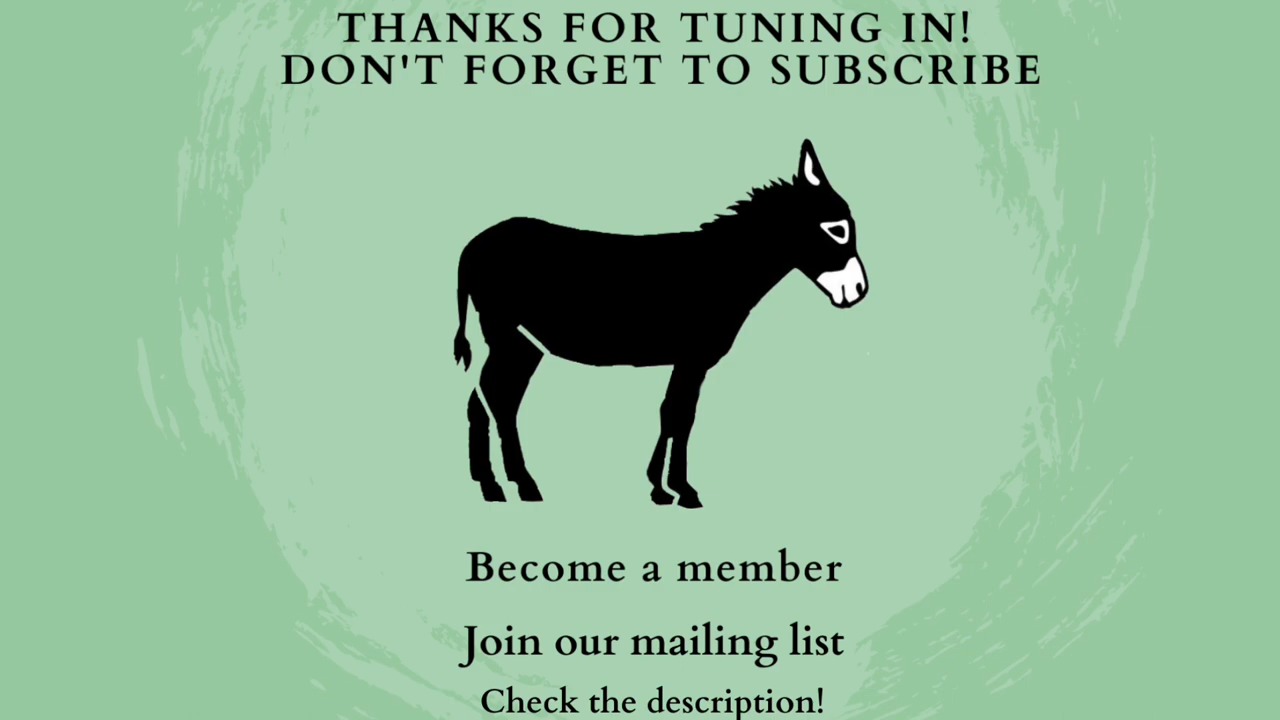 THANKS FOR TUNING IN!
DON'T FORGET TO SUBSCRIBE
Become a member
Join our mailing list
Check the description!